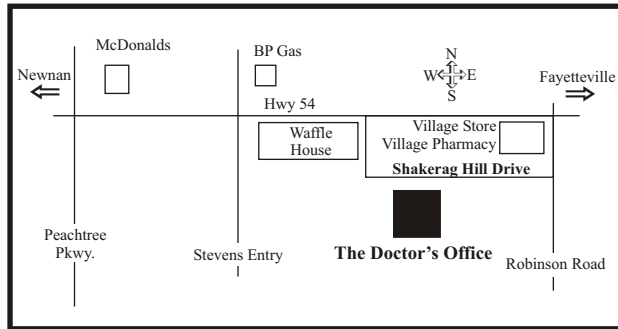 McDonalds
BP Gas
N
Newnan
W E
Fayetteville
S
Hwy 54
Waffle
House
Village Store
Village Pharmacy
Shakerag Hill Drive
Peachtree
Pkwy.
Stevens Entry
The Doctor's Office
Robinson Road